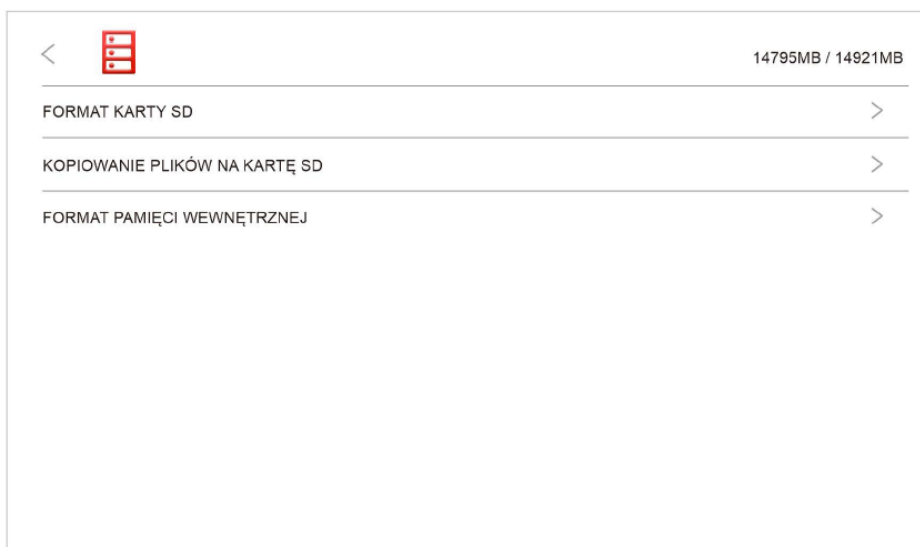 14795MB / 14921MB
FORMAT KARTY SD
KOPIOWANIE PLIKÓW NA KARTĘ SD
FORMAT PAMIĘCI WEWNĘTRZNEJ